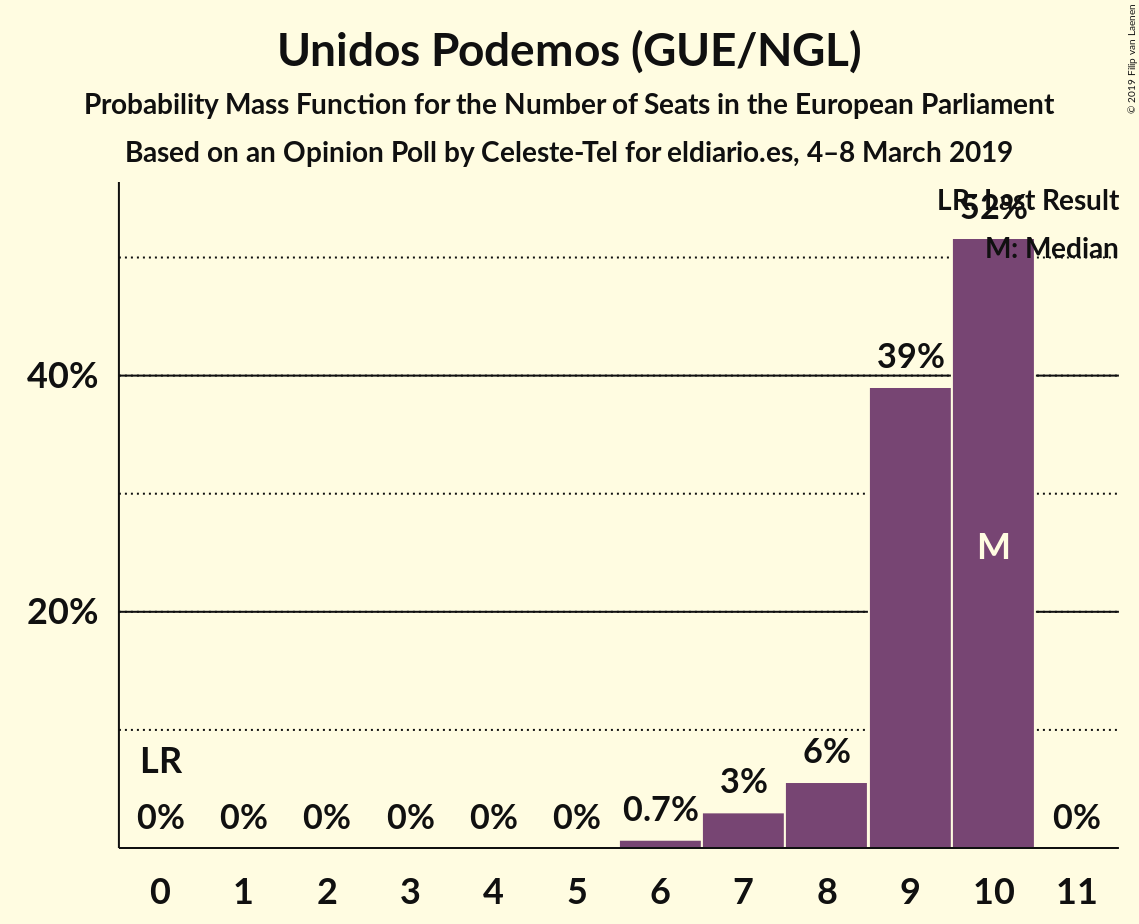 Unidos Podemos (GUE/NGL)
Probability Mass Function for the Number of Seats in the European Parliament
Based on an Opinion Poll by Celeste-Tel for eldiario.es, 4–8 March 2019
© 2019 Filip van Laenen
LR: Last Result
52%
M: Median
39%
40%
M
20%
LR
6%
3%
0.7%
0% 0% 0% 0% 0% 0% 0%
0 1 2 3 4 5 6 7 8 9 10 11